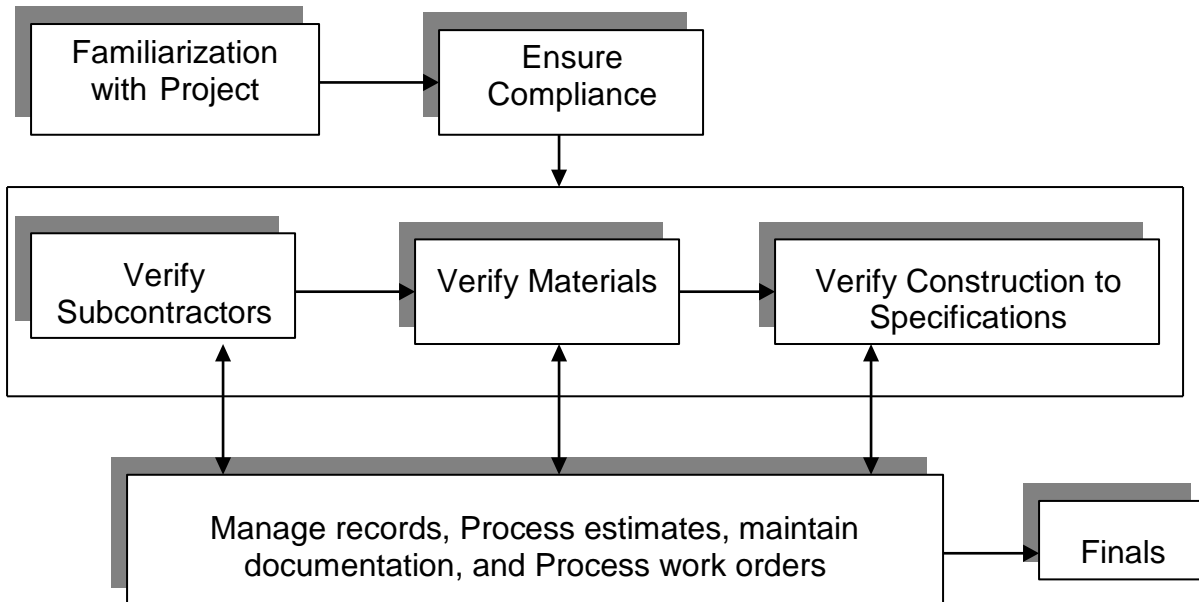 Familiarization
with Project
Ensure
Compliance
Verify
Subcontractors
Verify Materials
Verify Construction to
Specifications
Manage records, Process estimates, maintain
documentation, and Process work orders
Finals